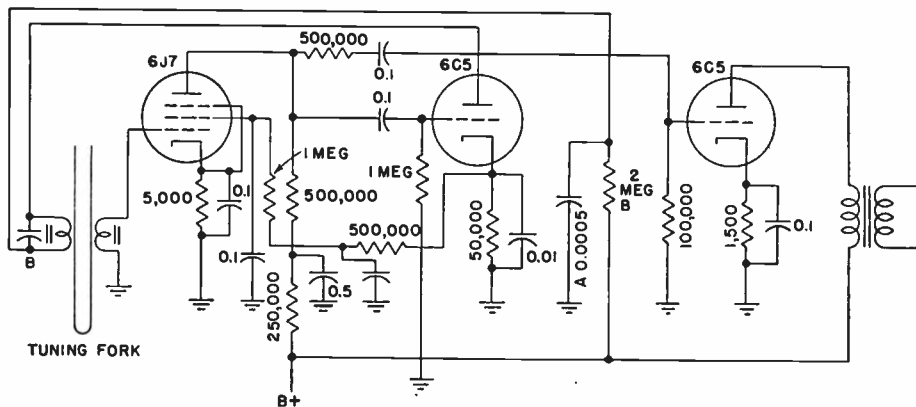 500,000
6J7
0.1
6C5
6C5
0.1
1 MEG
1 MEG
2
MEG
B
5,000
0.1
500,000
500,000
50,000
0.01
A 0.0005
100,000
1,500
0.1
B
0.1
0.5
250,000
TUNING FORK
B+